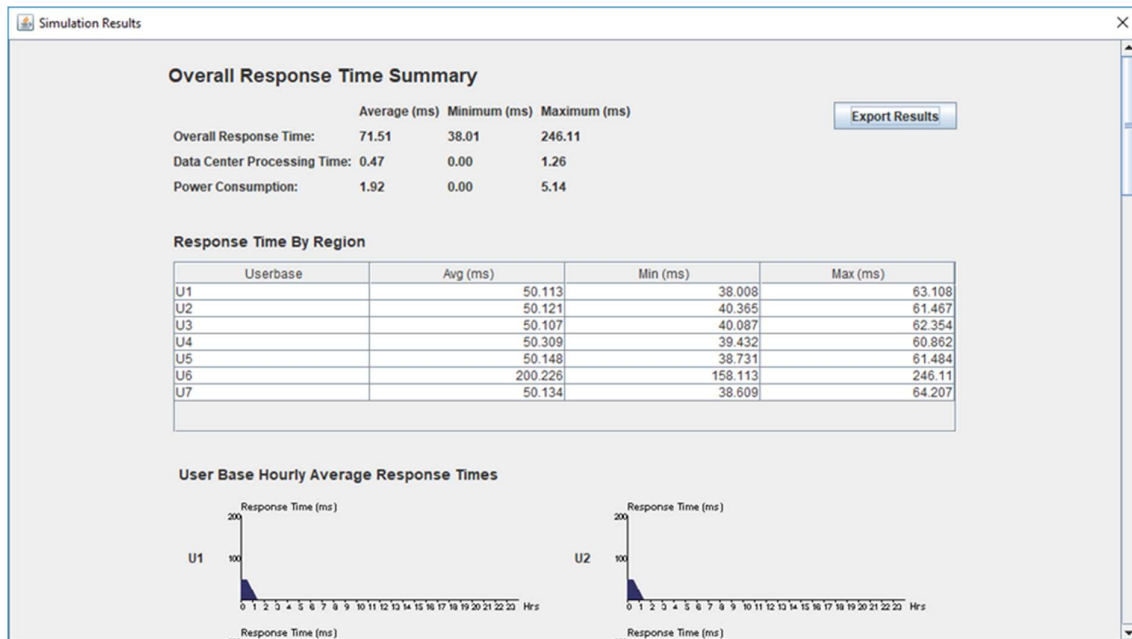 Simulation Results
Overall Response Time Summary
Average (ms) Minimum (ms) Maximum (ms)
Export Results
Overall Response Time: 71.51 38.01 246.11
Data Center Processing Time: 0.47 0.00 1.26
Power Consumption: 1.92 0.00 5.14
Response Time By Region
Userbase Avg (ms) Min (ms) Max (ms)
U1 50.113 38.008 63.108
U2 50.121 40.365 61.467
U3 50.107 40.087 62.354
U4 50.309 39.432 60.862
U5 50.148 38.731 61.484
U6 200.226 158.113 246.11
U7 50.134 38.609 64.207
User Base Hourly Average Response Times
Response Time (ms)
200
U1 100
0 1 2 3 4 5 6 7 8 9 10 11 12 13 14 15 16 17 18 19 20 21 22 23 Hrs
Response Time (ms)
200
U2 100
0 1 2 3 4 5 6 7 8 9 10 11 12 13 14 15 16 17 18 19 20 21 22 23 Hrs
Response Time (ms)
Response Time (ms)